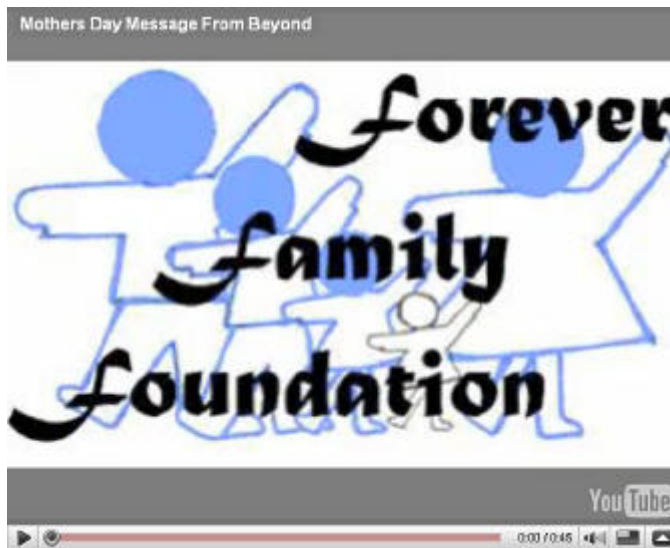 Mothers Day Message From Beyond
Forever
Family
Foundation
YouTube
0:00 / 0:45